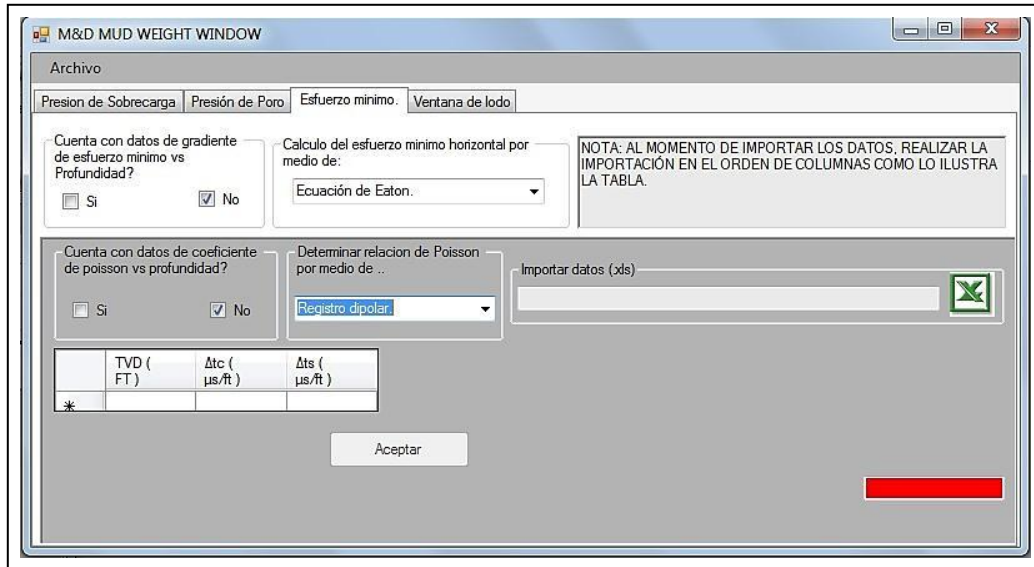 M&D MUD WEIGHT WINDOW
Archivo
Presion de Sobrecarga Presión de Poro Esfuerzo minimo. Ventana de lodo
Cuenta con datos de gradiente
de esfuerzo minimo vs
Profundidad?
Si No
Calculo del esfuerzo minimo horizontal por
medio de:
Ecuación de Eaton.
NOTA: AL MOMENTO DE IMPORTAR LOS DATOS, REALIZAR LA
IMPORTACIÓN EN EL ORDEN DE COLUMNAS COMO LO ILUSTRA
LA TABLA.
Cuenta con datos de coeficiente
de poisson vs profundidad?
Si No
Determinar relacion de Poisson
por medio de ..
Registro dipolar.
Importar datos (.xls)
TVD ( Δtc ( Δts (
FT ) µs/ft ) µs/ft )
Aceptar